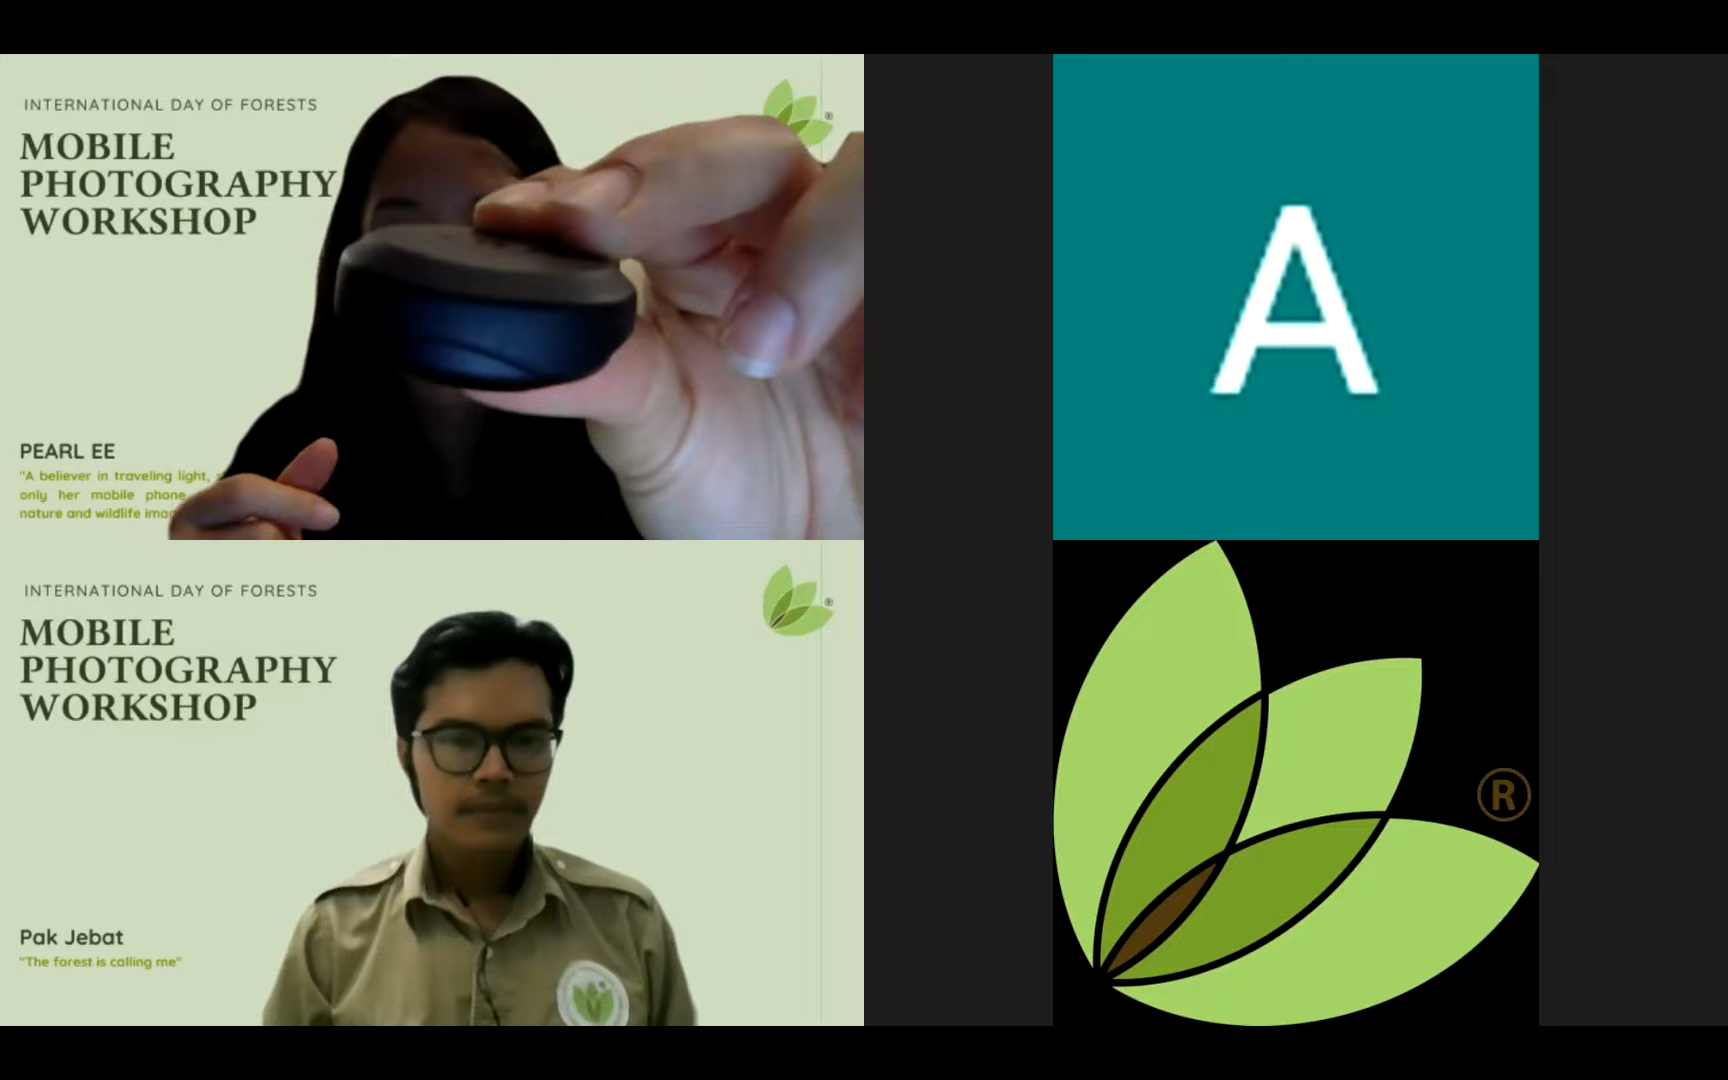 INTERNATIONAL DAY OF FORESTS
MOBILE
PHOTOGRAPHY
WORKSHOP
®
PEARL EE
"A believer in traveling light,
only her mobile phone
nature and wildlife
A
INTERNATIONAL DAY OF FORESTS
MOBILE
PHOTOGRAPHY
WORKSHOP
®
Pak Jebat
"The forest is calling me"
®